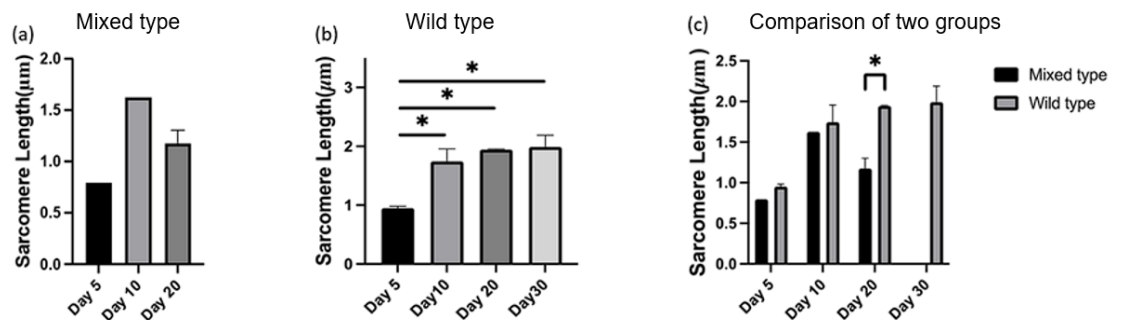 (a)
Mixed type
Sarcomere Length(μm)
2.0
1.5
1.0
0.5
0.0
Day 5
Day 10
Day 20
(b)
Wild type
Sarcomere Length(μm)
3
2
1
0
*
*
*
Day 5
Day10
Day 20
Day30
(c)
Comparison of two groups
Sarcomere Length(μm )
2.5
2.0
1.5
1.0
0.5
0.0
*
Day 5
Day 10
Day 20
Day 30
Mixed type
Wild type